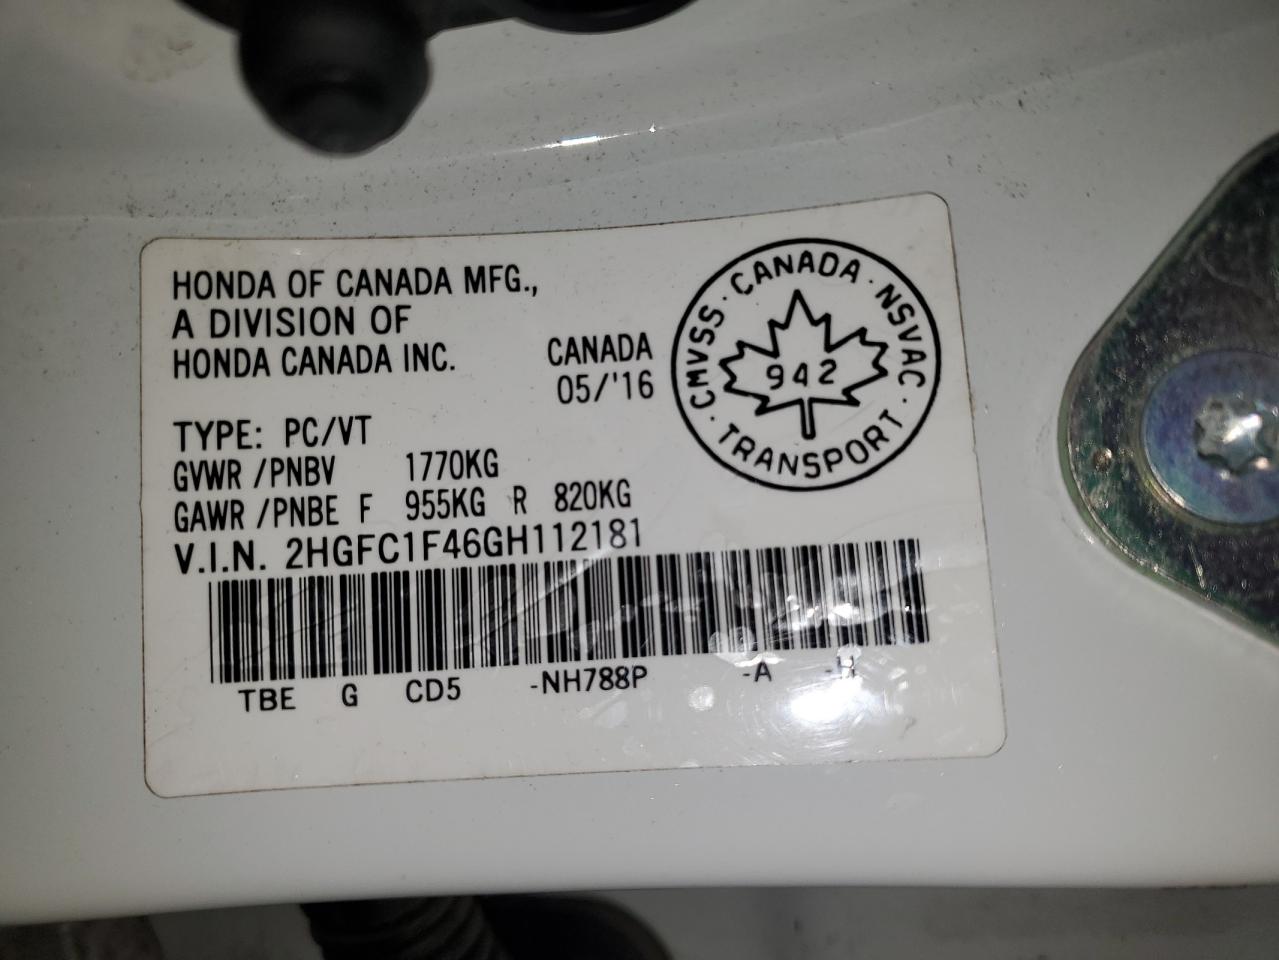 HONDA OF CANADA MFG.,
A DIVISION OF
HONDA CANADA INC.
CANADA
05/'16
CMVSS · CANADA · NSVAC · TRANSPORT ·
942
TYPE: PC/VT
GVWR /PNBV 1770KG
GAWR /PNBE F 955KG R 820KG
V.I.N. 2HGFC1F46GH112181
TBE G CD5 -NH788P -A -H